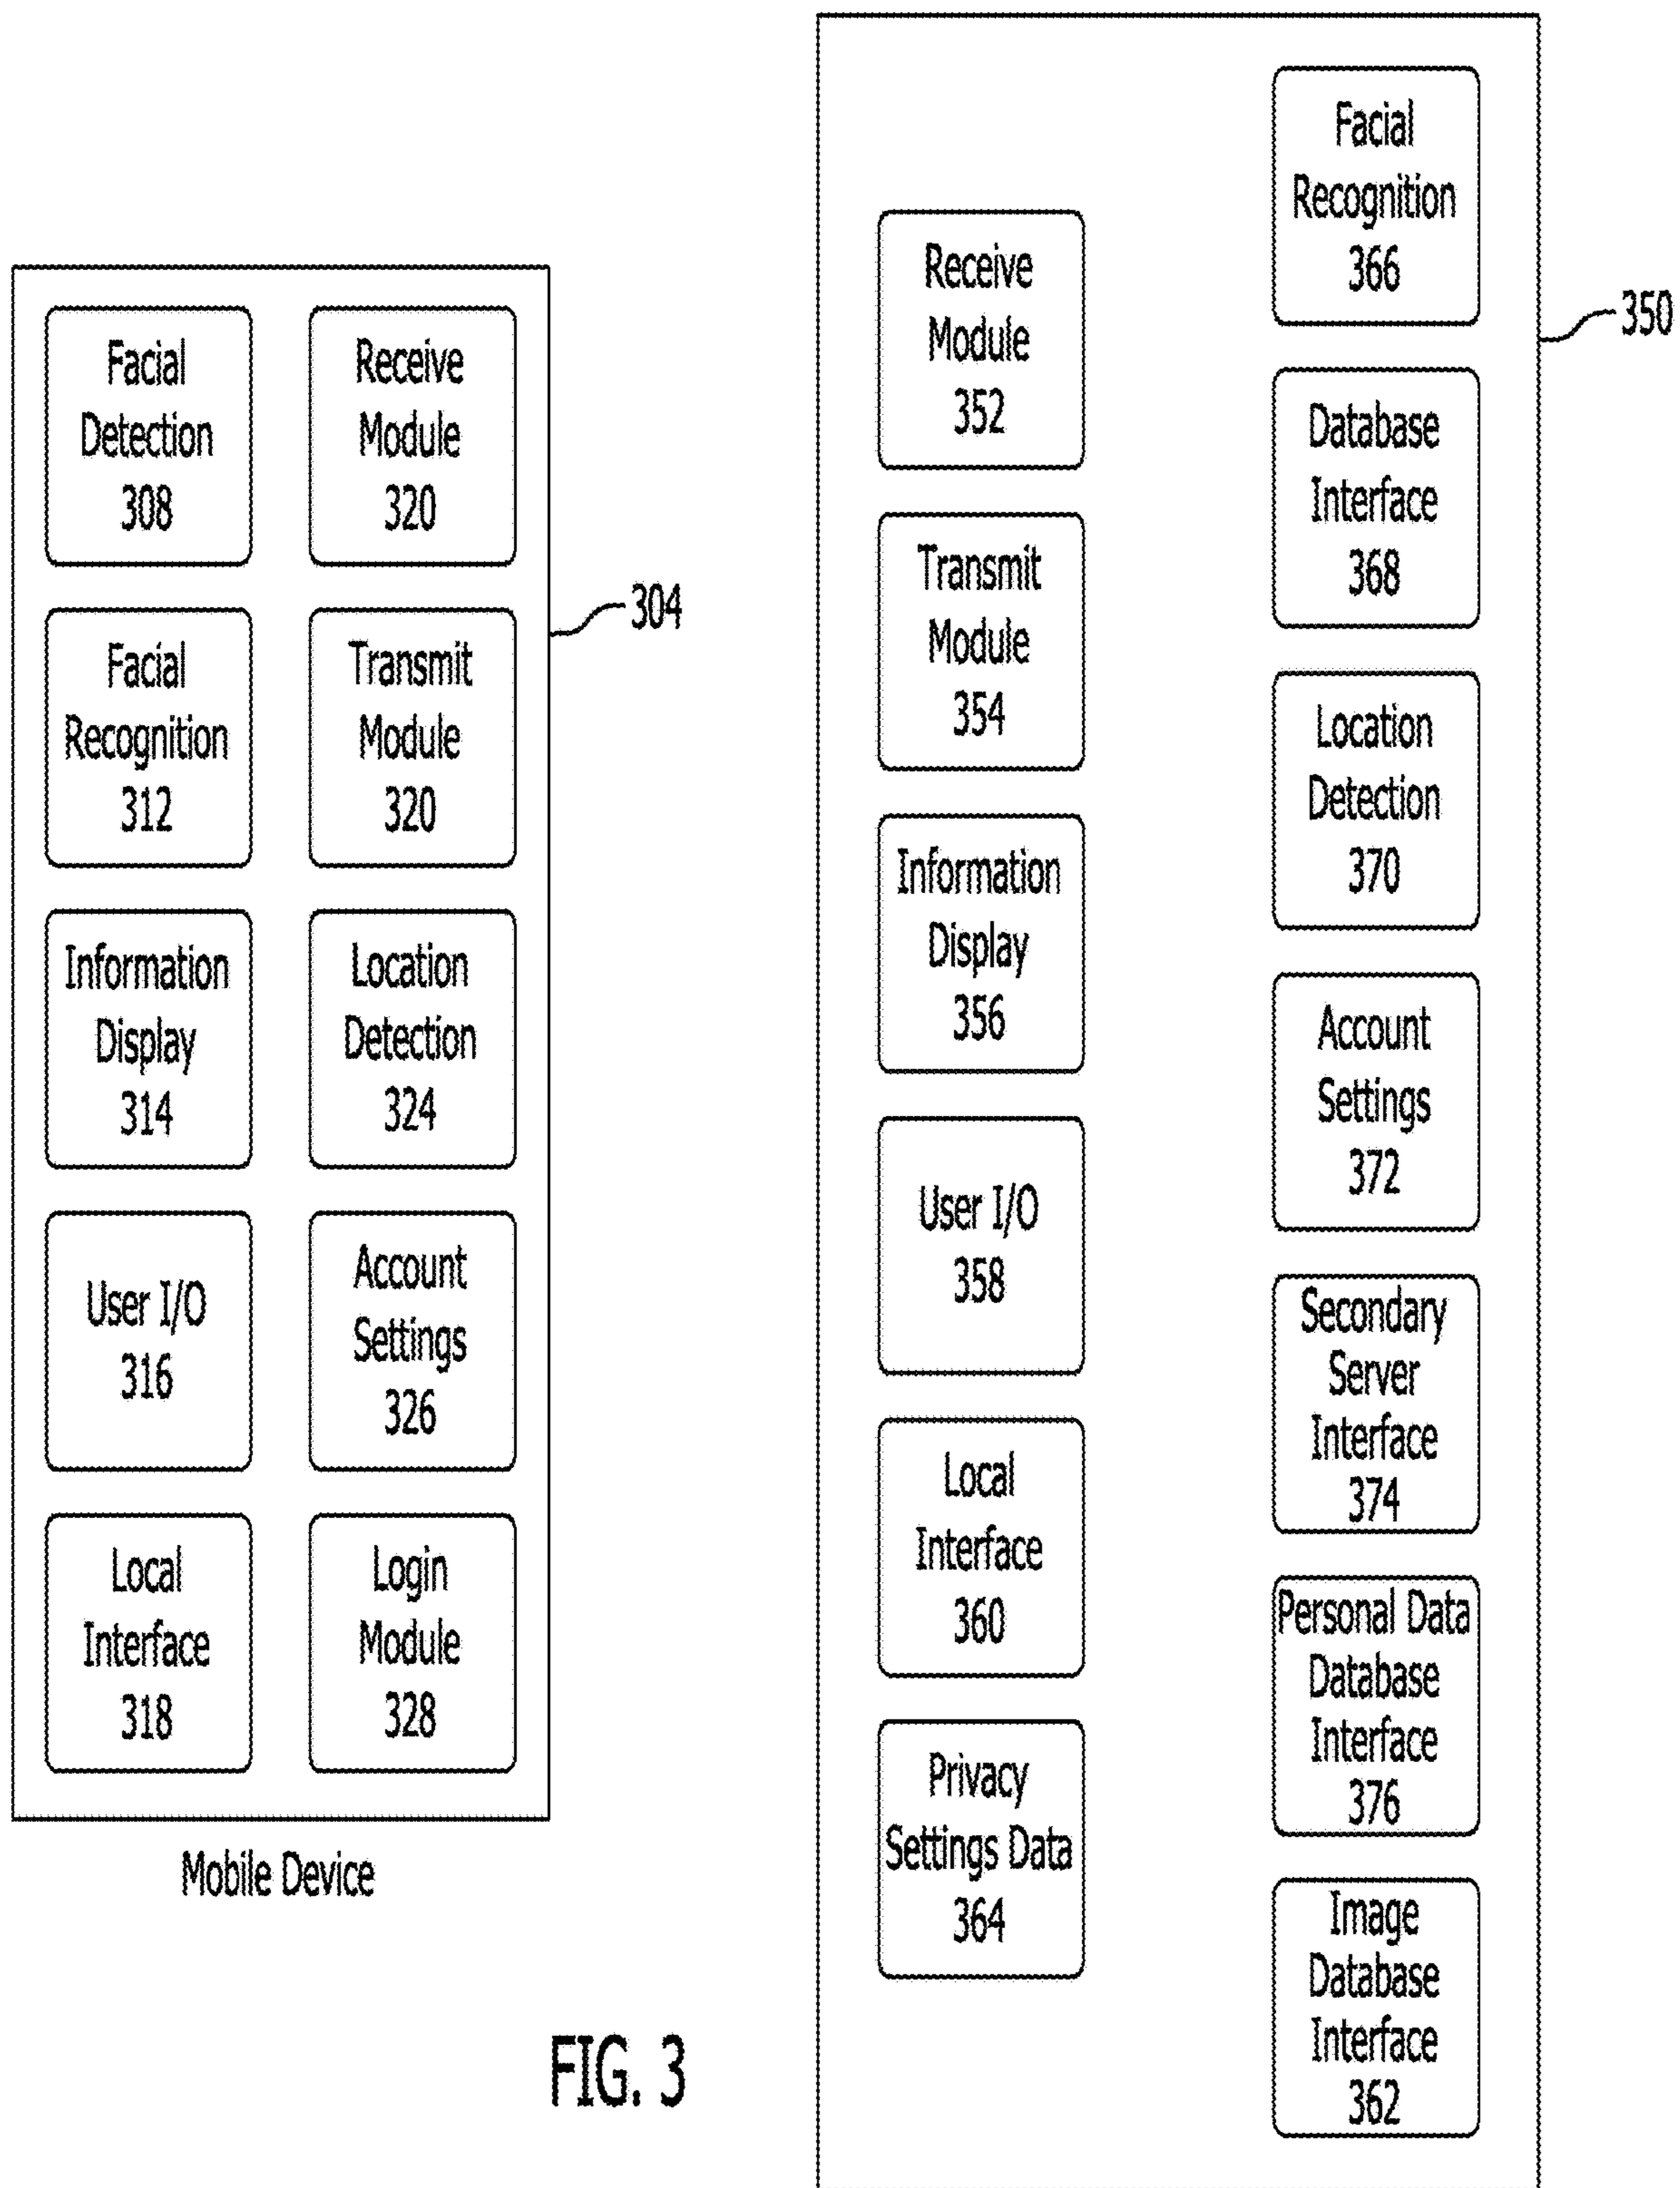 Facial
Detection
308
Receive
Module
320
Facial
Recognition
312
Transmit
Module
320
304
Information
Display
314
Location
Detection
324
User I/O
316
Account
Settings
326
Local
Interface
318
Login
Module
328
Mobile Device
FIG. 3
Receive
Module
352
Transmit
Module
354
Information
Display
356
User I/O
358
Local
Interface
360
Privacy
Settings Data
364
Facial
Recognition
366
350
Database
Interface
368
Location
Detection
370
Account
Settings
372
Secondary
Server
Interface
374
Personal Data
Database
Interface
376
Image
Database
Interface
362